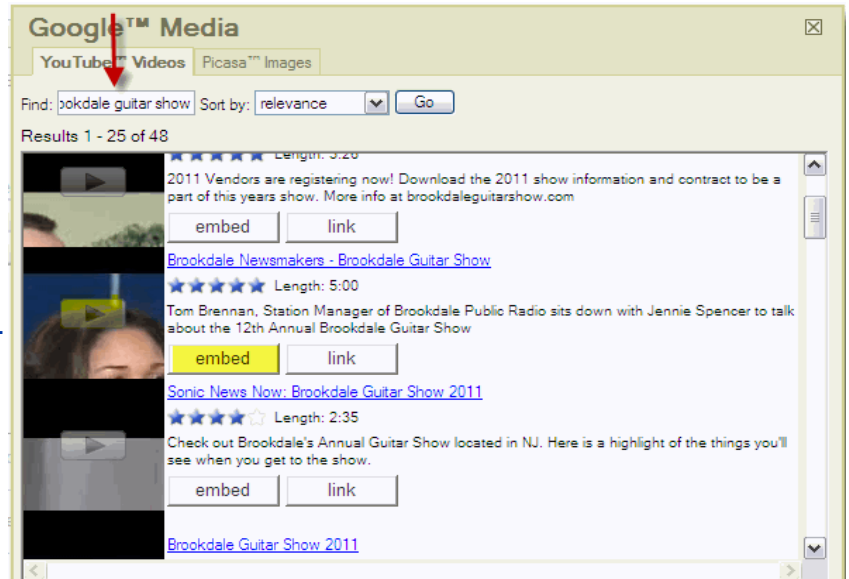 Google™ Media
YouTube™ Videos Picasa™ Images
Find: ookdale guitar show Sort by: relevance Go
Results 1 - 25 of 48
Length: 5:26
2011 Vendors are registering now! Download the 2011 show information and contract to be a
part of this years show. More info at brookdaleguitarshow.com
embed link
Brookdale Newsmakers - Brookdale Guitar Show
Length: 5:00
Tom Brennan, Station Manager of Brookdale Public Radio sits down with Jennie Spencer to talk
about the 12th Annual Brookdale Guitar Show
embed link
Sonic News Now: Brookdale Guitar Show 2011
Length: 2:35
Check out Brookdale's Annual Guitar Show located in NJ. Here is a highlight of the things you'll
see when you get to the show.
embed link
Brookdale Guitar Show 2011